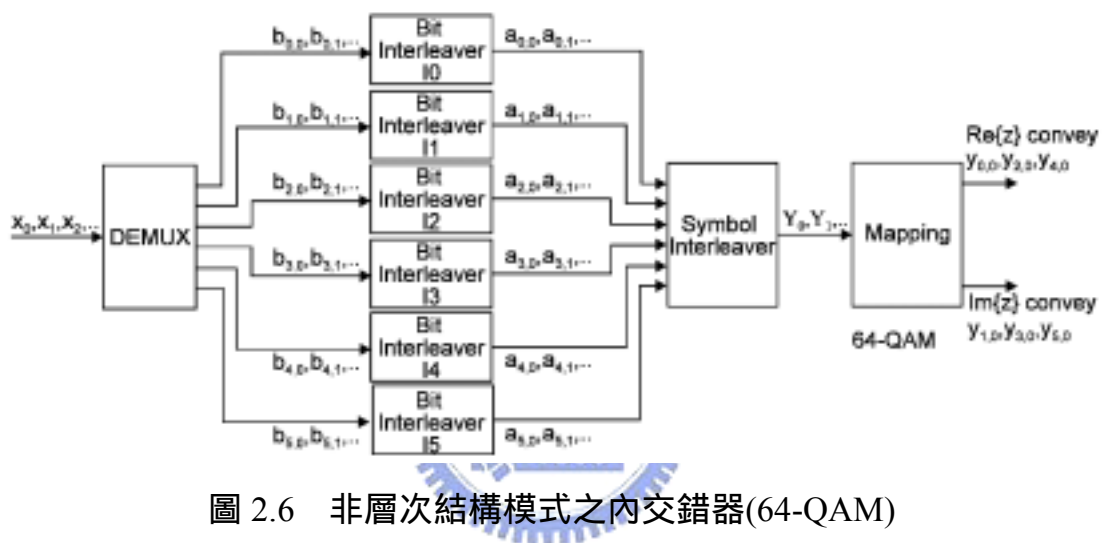 x₀,x₁,x₂,...
DEMUX
b₀,₀,b₀,₁,...
Bit
Interleaver
I0
a₀,₀,a₀,₁,...
b₁,₀,b₁,₁,...
Bit
Interleaver
I1
a₁,₀,a₁,₁,...
b₂,₀,b₂,₁,...
Bit
Interleaver
I2
a₂,₀,a₂,₁,...
b₃,₀,b₃,₁,...
Bit
Interleaver
I3
a₃,₀,a₃,₁,...
b₄,₀,b₄,₁,...
Bit
Interleaver
I4
a₄,₀,a₄,₁,...
b₅,₀,b₅,₁,...
Bit
Interleaver
I5
a₅,₀,a₅,₁,...
Symbol
Interleaver
Y₀,Y₁,..
Mapping
64-QAM
Re{z} convey
y₀,₀,y₂,₀,y₄,₀
Im{z} convey
y₁,₀,y₃,₀,y₅,₀
圖 2.6 非層次結構模式之內交錯器(64-QAM)